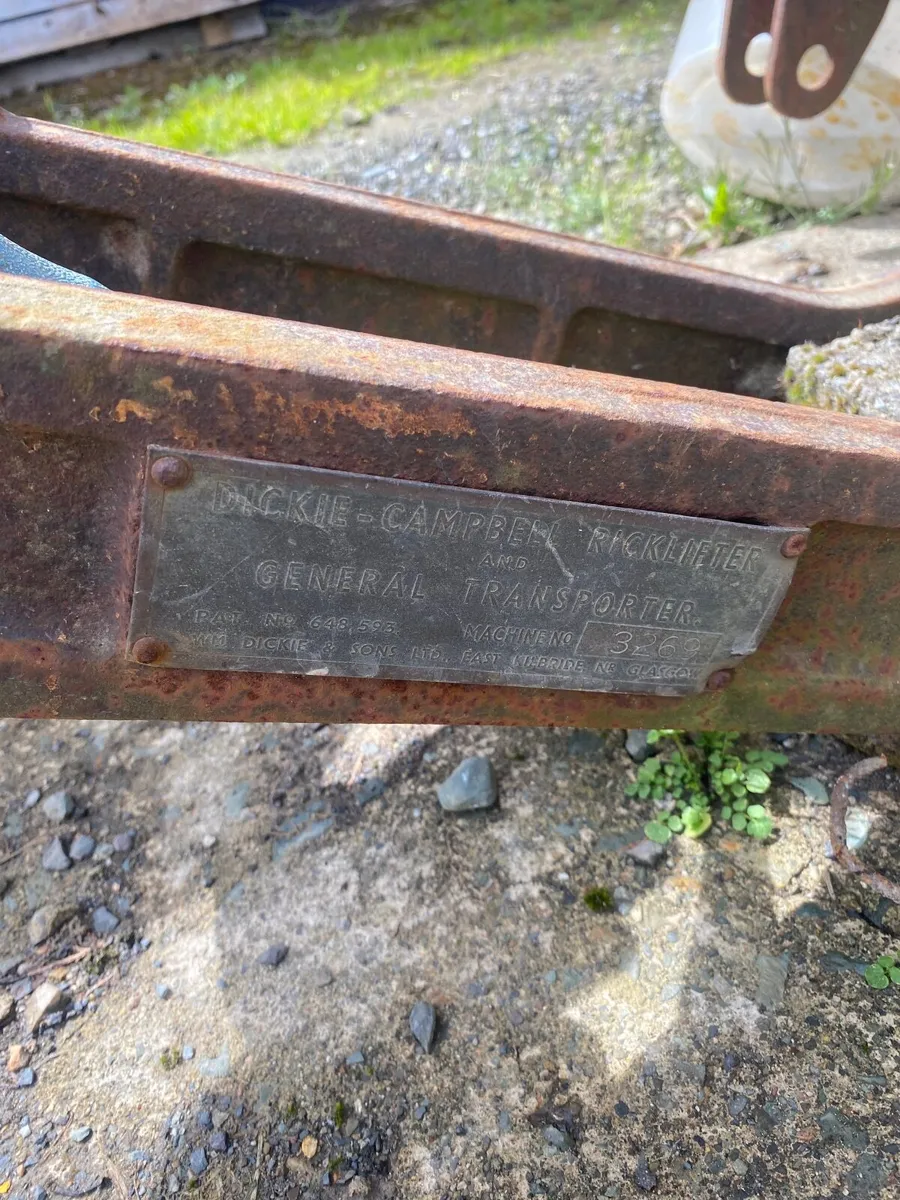 DICKIE-CAMPBELL RICKLIFTER
AND
GENERAL TRANSPORTER.
PAT. Nº 648,593. MACHINE NO 3269
WM DICKIE & SONS LTD., EAST KILBRIDE NR GLASGOW